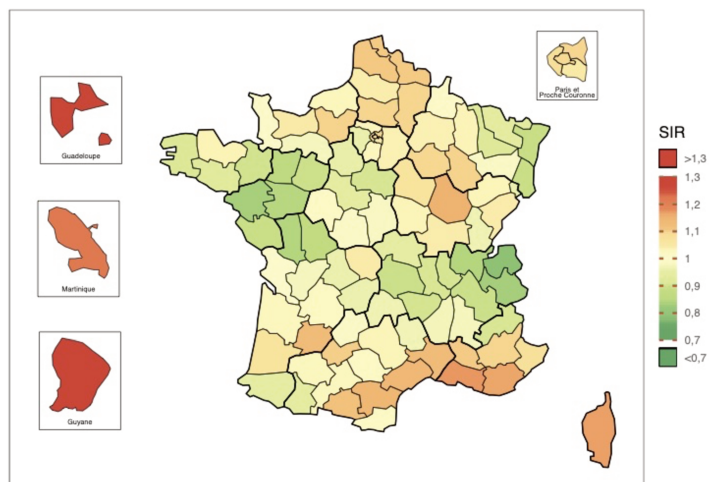 Paris et
Proche Couronne
Guadeloupe
Martinique
Guyane
SIR
>1,3
1,3
1,2
1,1
1
0,9
0,8
0,7
<0,7